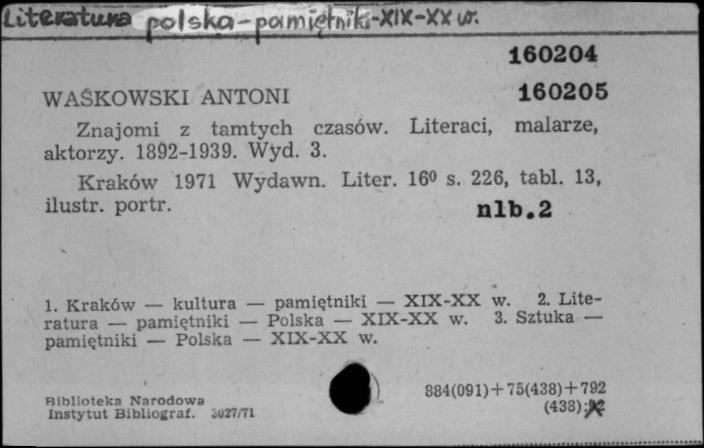 Literatura polska-pamiętniki-XIX-XX w.
160204
WAŚKOWSKI ANTONI 160205
Znajomi z tamtych czasów. Literaci, malarze,
aktorzy. 1892-1939. Wyd. 3.
Kraków 1971 Wydawn. Liter. 16⁰ s. 226, tabl. 13,
ilustr. portr. nlb.2
1. Kraków — kultura — pamiętniki — XIX-XX w. 2. Lite-
ratura — pamiętniki — Polska — XIX-XX w. 3. Sztuka —
pamiętniki — Polska — XIX-XX w.
Biblioteka Narodowa 884(091)+75(438)+792
Instytut Bibliograf. 3027/71 (438):